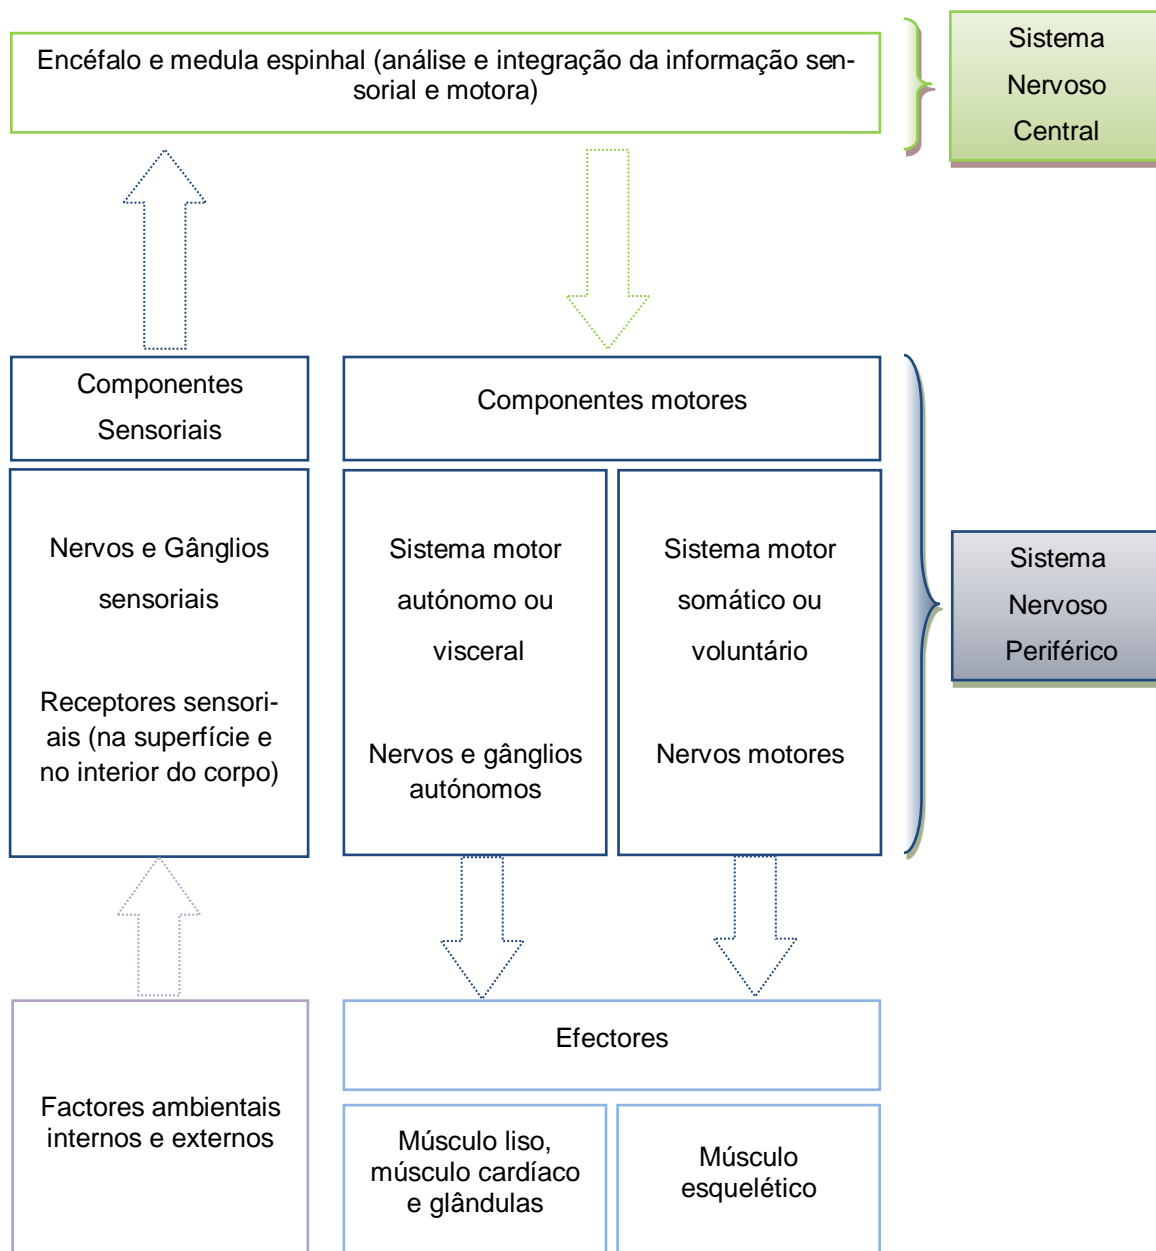 Encéfalo e medula espinhal (análise e integração da informação sen-
sorial e motora)
Sistema
Nervoso
Central
Componentes
Sensoriais
Componentes motores
Nervos e Gânglios
sensoriais
Receptores sensori-
ais (na superfície e
no interior do corpo)
Sistema motor
autónomo ou
visceral
Nervos e gânglios
autónomos
Sistema motor
somático ou
voluntário
Nervos motores
Sistema
Nervoso
Periférico
Factores ambientais
internos e externos
Efectores
Músculo liso,
músculo cardíaco
e glândulas
Músculo
esquelético